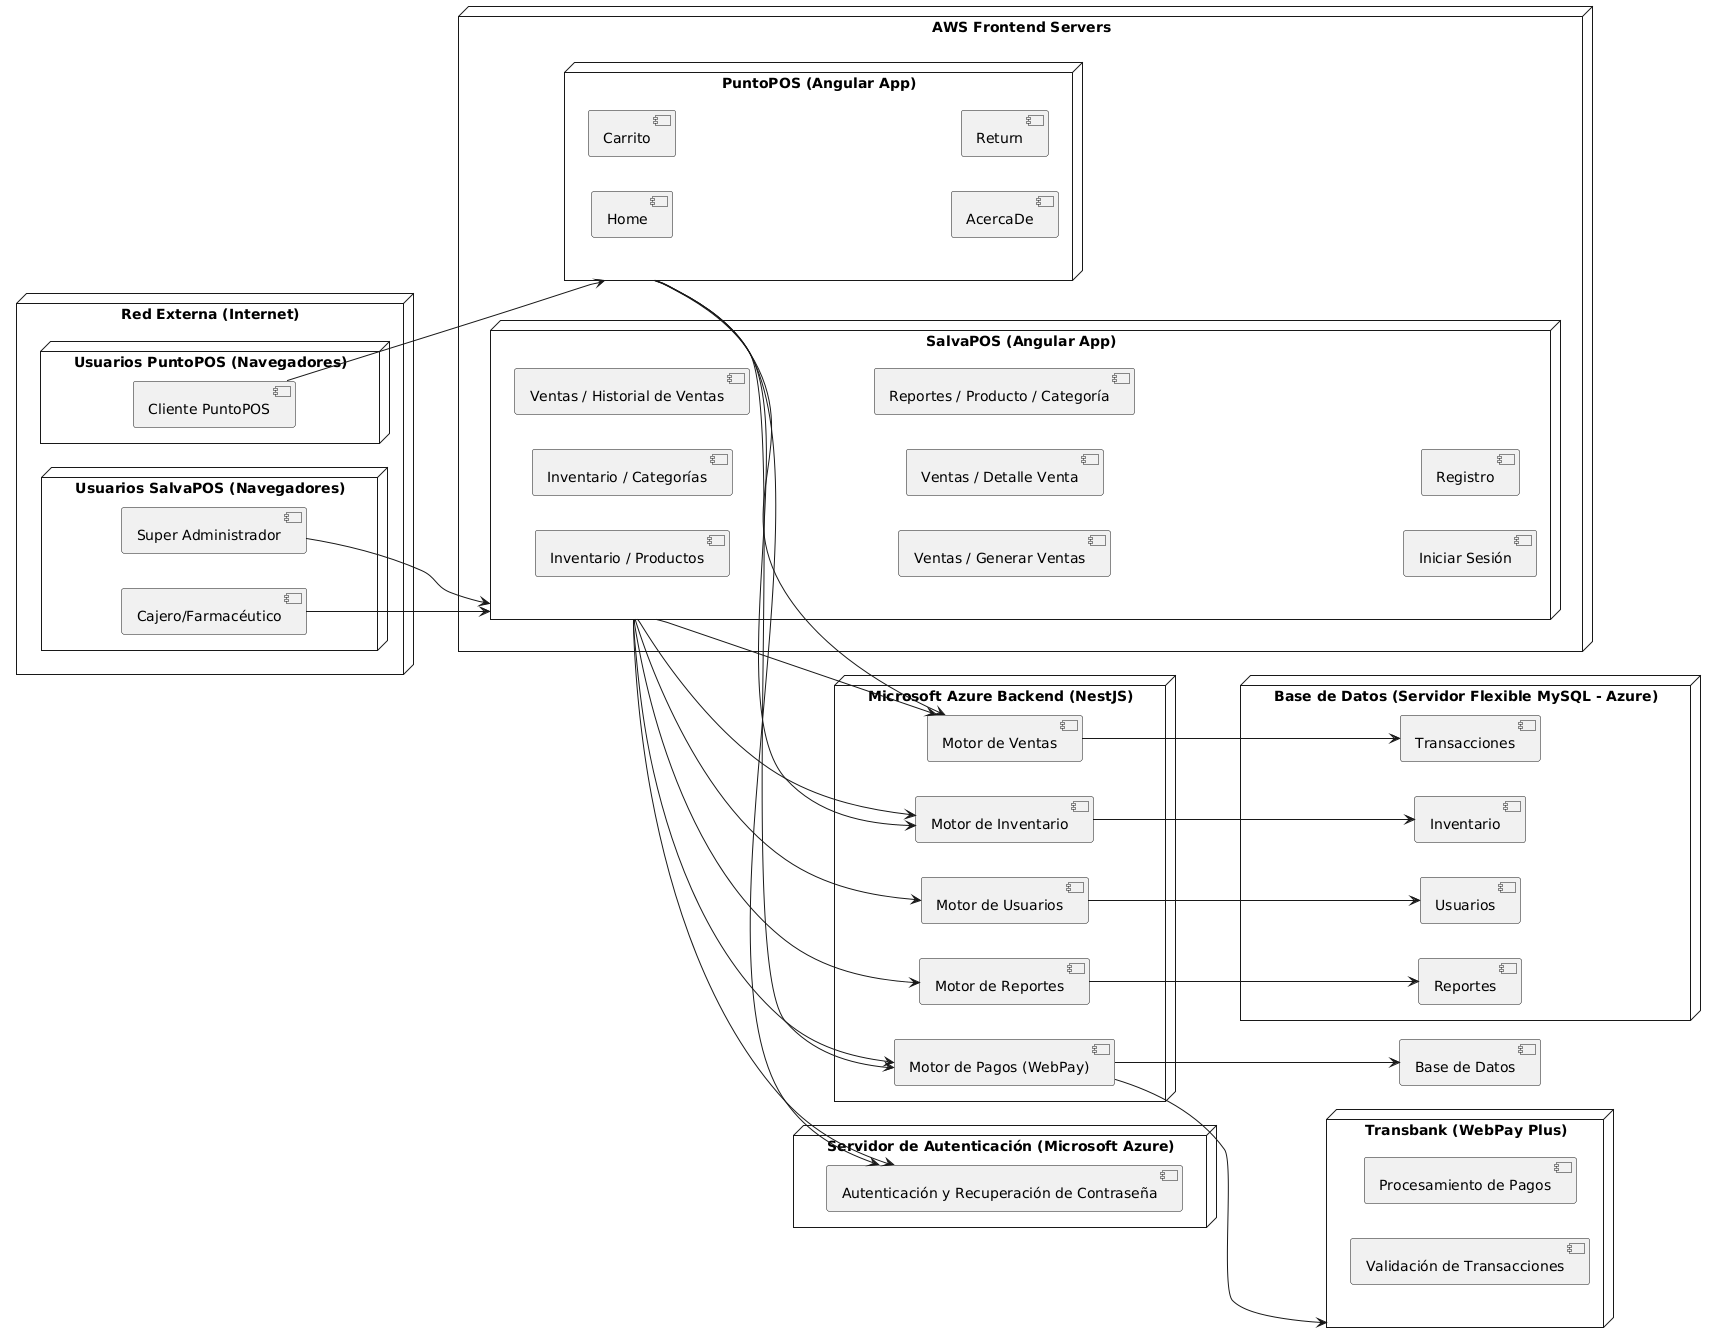 AWS Frontend Servers
PuntoPOS (Angular App)
Carrito
Return
Home
AcercaDe
Red Externa (Internet)
Usuarios PuntoPOS (Navegadores)
Cliente PuntoPOS
Usuarios SalvaPOS (Navegadores)
Super Administrador
Cajero/Farmacéutico
SalvaPOS (Angular App)
Ventas / Historial de Ventas
Reportes / Producto / Categoría
Inventario / Categorías
Ventas / Detalle Venta
Registro
Inventario / Productos
Ventas / Generar Ventas
Iniciar Sesión
Microsoft Azure Backend (NestJS)
Motor de Ventas
Motor de Inventario
Motor de Usuarios
Motor de Reportes
Motor de Pagos (WebPay)
Base de Datos (Servidor Flexible MySQL - Azure)
Transacciones
Inventario
Usuarios
Reportes
Base de Datos
Servidor de Autenticación (Microsoft Azure)
Autenticación y Recuperación de Contraseña
Transbank (WebPay Plus)
Procesamiento de Pagos
Validación de Transacciones